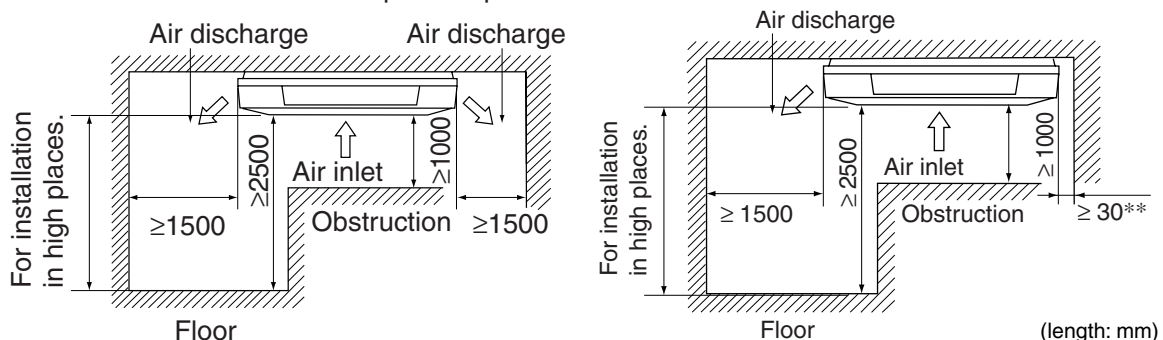 Air discharge
Air discharge
For installation
in high places.
≥2500
≥1000
Air inlet
≥1500
Obstruction
≥1500
Floor
Air discharge
For installation
in high places.
≥ 2500
≥ 1000
Air inlet
≥ 1500
Obstruction
≥ 30**
Floor
(length: mm)